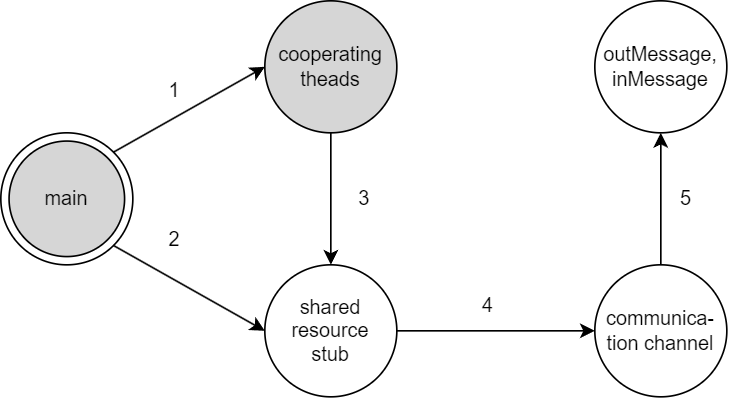 cooperating
theads
outMessage,
inMessage
1
main
3
5
2
shared
resource
stub
4
communica-
tion channel